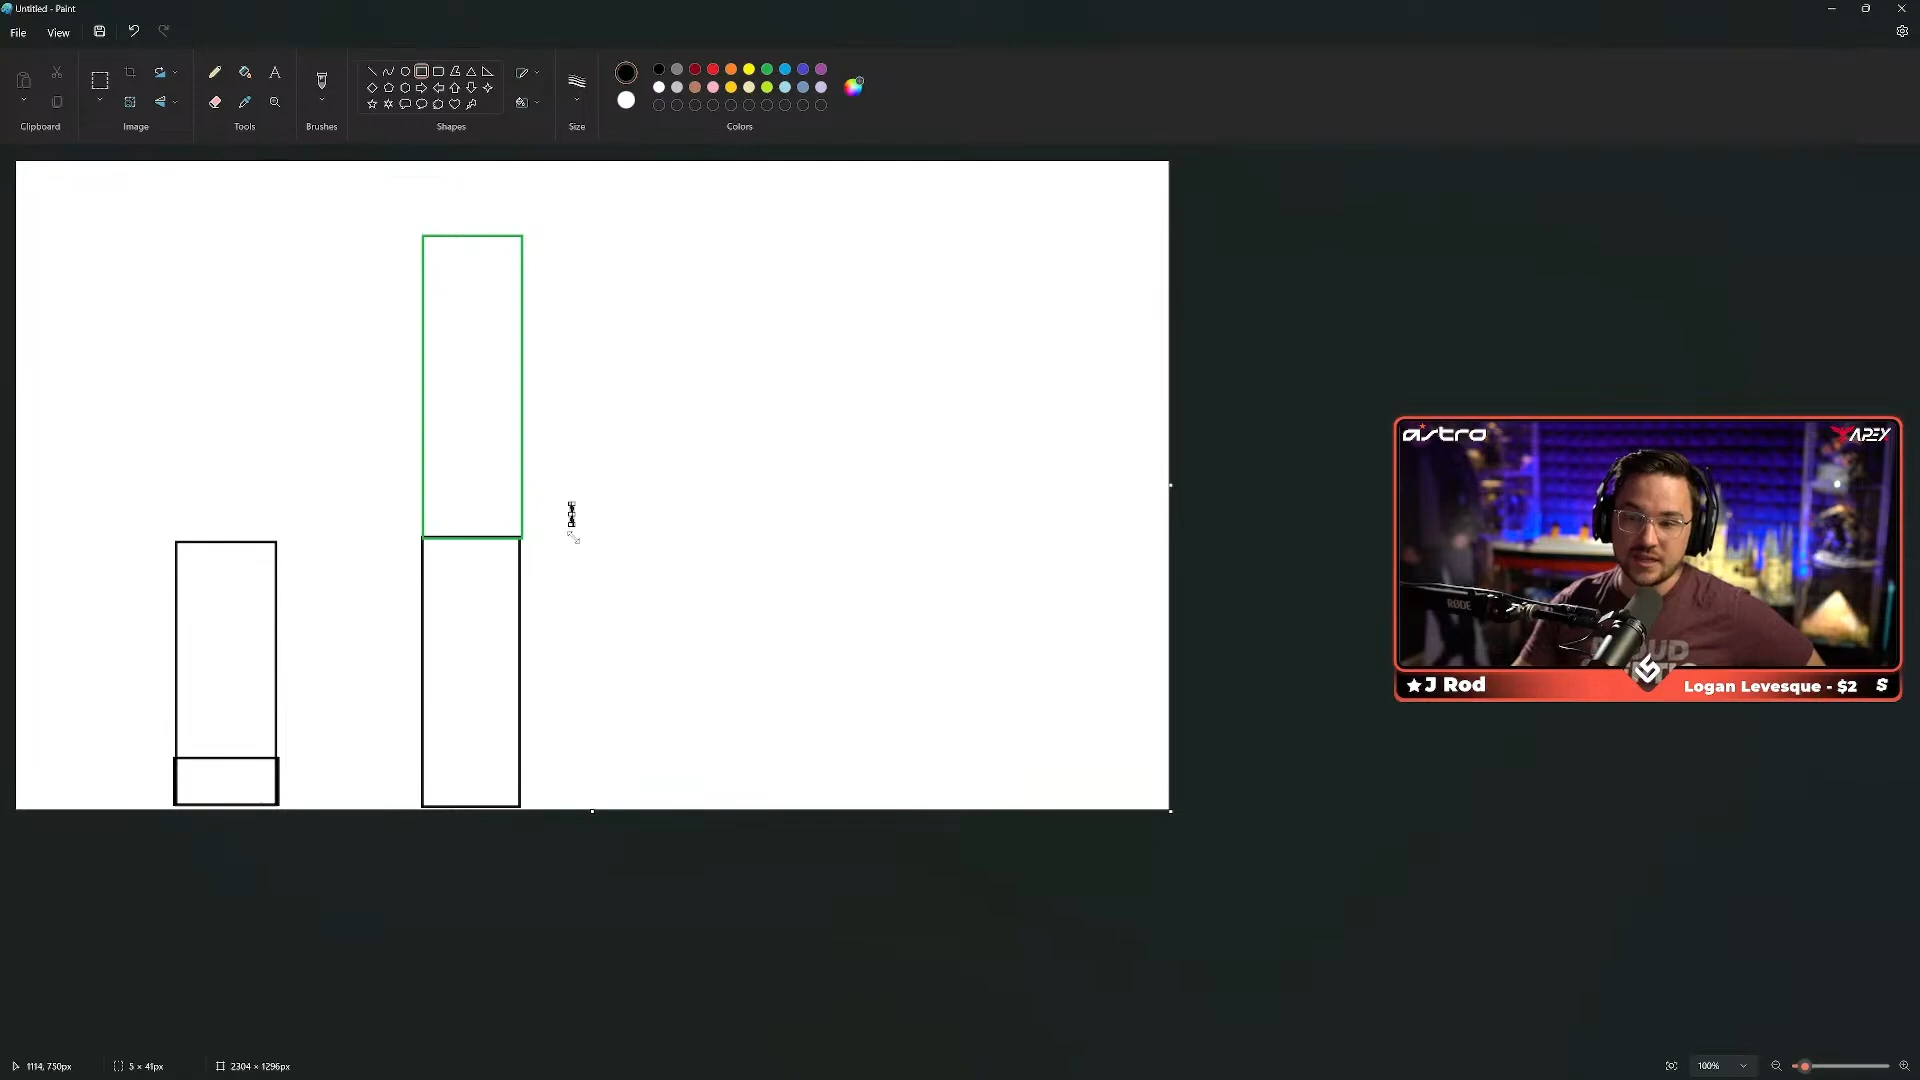 Untitled - Paint
File View
Clipboard Image Tools Brushes Shapes Size Colors
astro
APEX
RØDE
J Rod
Logan Levesque - $2
1114, 750px 5 × 41px 2304 × 1296px 100%